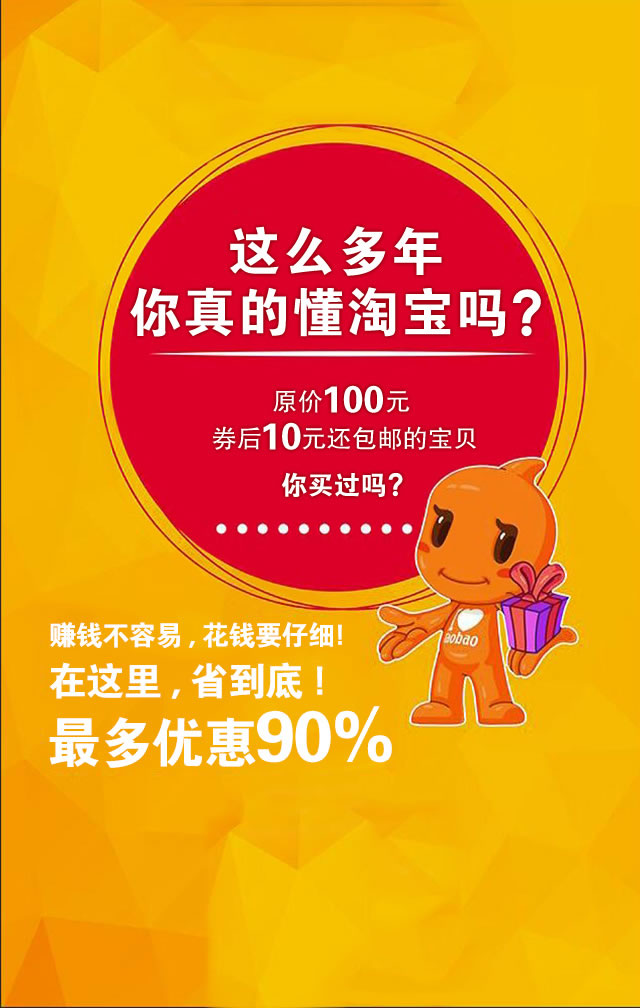 这么多年
你真的懂淘宝吗?
原价100元
券后10元还包邮的宝贝
你买过吗?
赚钱不容易,花钱要仔细!
在这里,省到底!
最多优惠90%
I
aobao